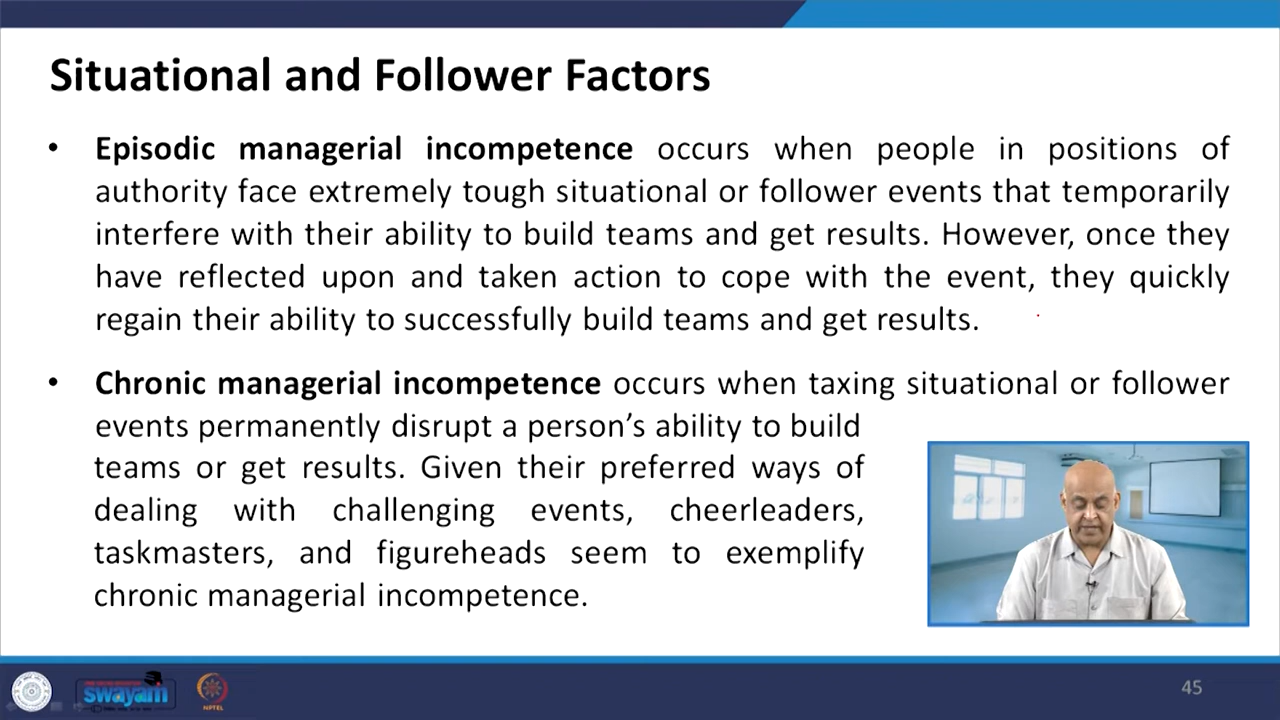 Situational and Follower Factors
• Episodic managerial incompetence occurs when people in positions of
authority face extremely tough situational or follower events that temporarily
interfere with their ability to build teams and get results. However, once they
have reflected upon and taken action to cope with the event, they quickly
regain their ability to successfully build teams and get results.
• Chronic managerial incompetence occurs when taxing situational or follower
events permanently disrupt a person’s ability to build
teams or get results. Given their preferred ways of
dealing with challenging events, cheerleaders,
taskmasters, and figureheads seem to exemplify
chronic managerial incompetence.
swayam
NPTEL
45